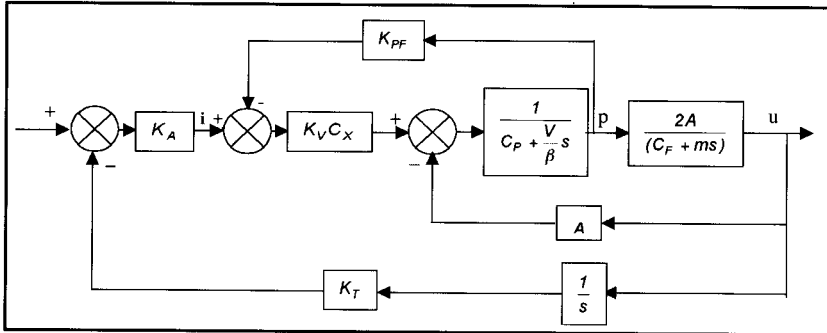 K_PF
-
+
K_A
i
+
K_V C_X
+
1
C_P + V/β s
p
2A
(C_F + ms)
u
−
−
A
K_T
1
s